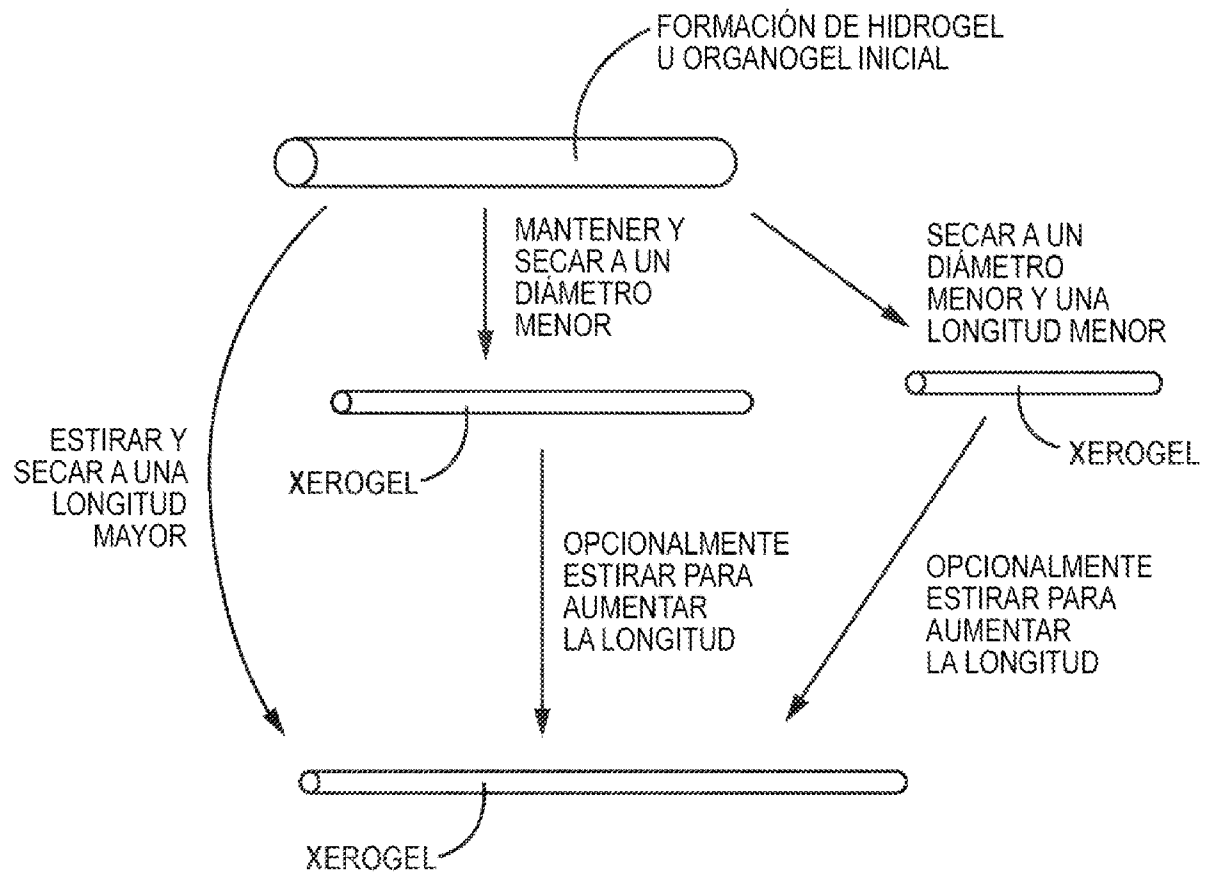 FORMACIÓN DE HIDROGEL
U ORGANOGEL INICIAL
MANTENER Y
SECAR A UN
DIÁMETRO
MENOR
SECAR A UN
DIÁMETRO
MENOR Y UNA
LONGITUD MENOR
ESTIRAR Y
SECAR A UNA
LONGITUD
MAYOR
XEROGEL
XEROGEL
OPCIONALMENTE
ESTIRAR PARA
AUMENTAR
LA LONGITUD
OPCIONALMENTE
ESTIRAR PARA
AUMENTAR
LA LONGITUD
XEROGEL